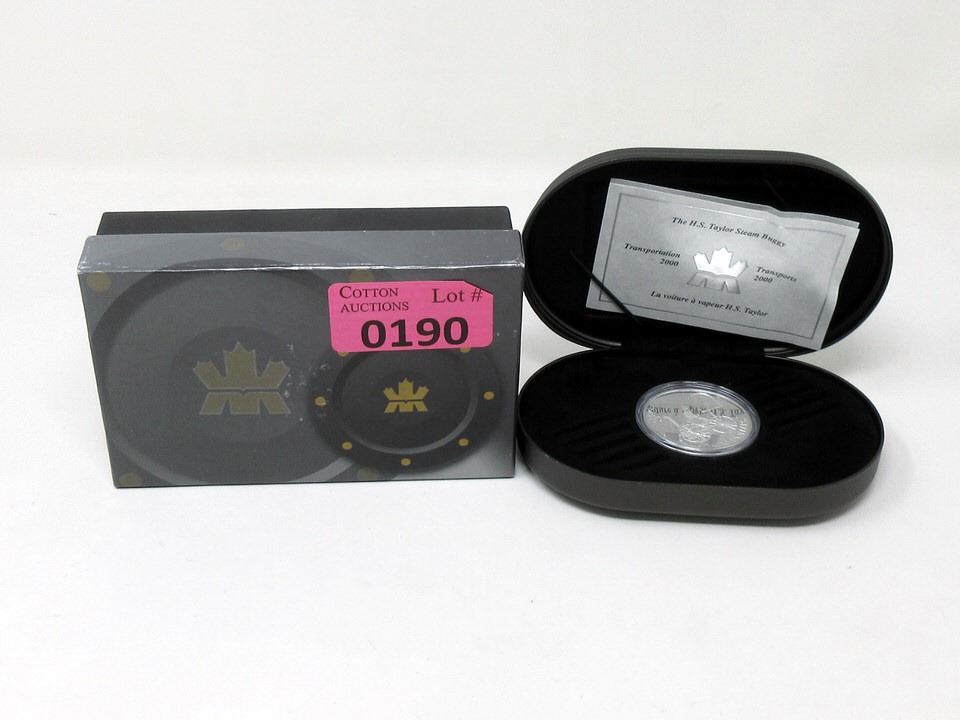 COTTON
AUCTIONS
Lot #
0190
The H.S. Taylor Steam Buggy
Transportation
2000
Transports
2000
La voiture à vapeur H.S. Taylor